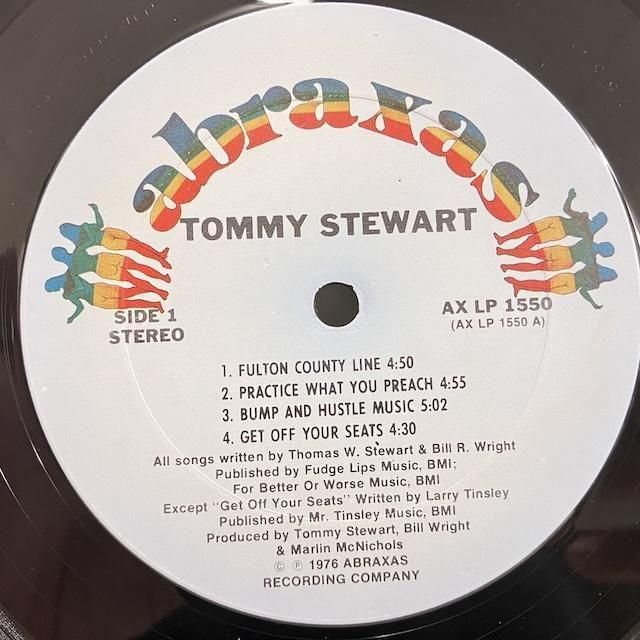 abraxas
TOMMY STEWART
SIDE 1
STEREO
AX LP 1550
(AX LP 1550 A)
1. FULTON COUNTY LINE 4:50
2. PRACTICE WHAT YOU PREACH 4:55
3. BUMP AND HUSTLE MUSIC 5:02
4. GET OFF YOUR SEATS 4:30
All songs written by Thomas W. Stewart & Bill R. Wright
Published by Fudge Lips Music, BMI;
For Better Or Worse Music, BMI
Except "Get Off Your Seats" Written by Larry Tinsley
Published by Mr. Tinsley Music, BMI
Produced by Tommy Stewart, Bill Wright
& Marlin McNichols
© ℗ 1976 ABRAXAS
RECORDING COMPANY